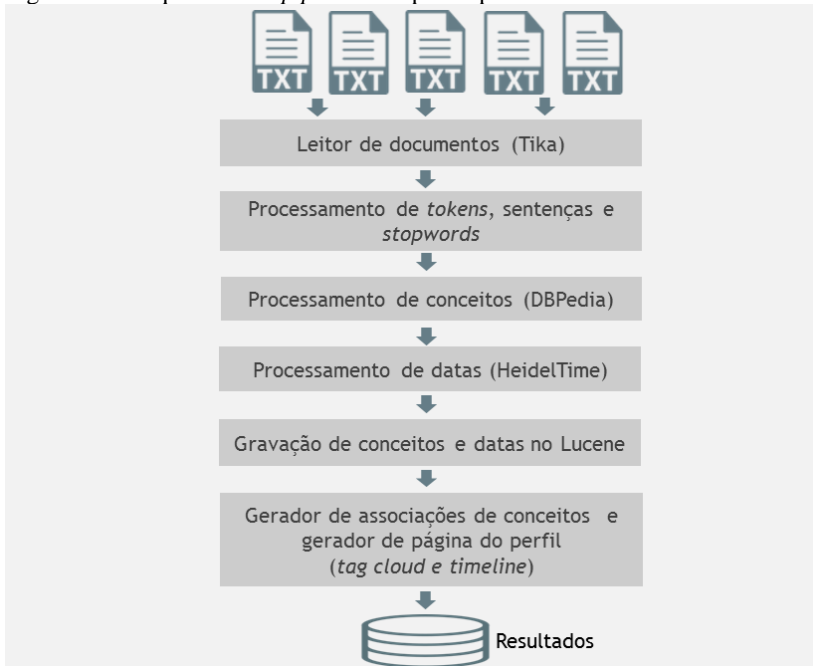 TXT TXT TXT TXT TXT
Leitor de documentos (Tika)
Processamento de tokens, sentenças e
stopwords
Processamento de conceitos (DBPedia)
Processamento de datas (HeidelTime)
Gravação de conceitos e datas no Lucene
Gerador de associações de conceitos e
gerador de página do perfil
(tag cloud e timeline)
Resultados